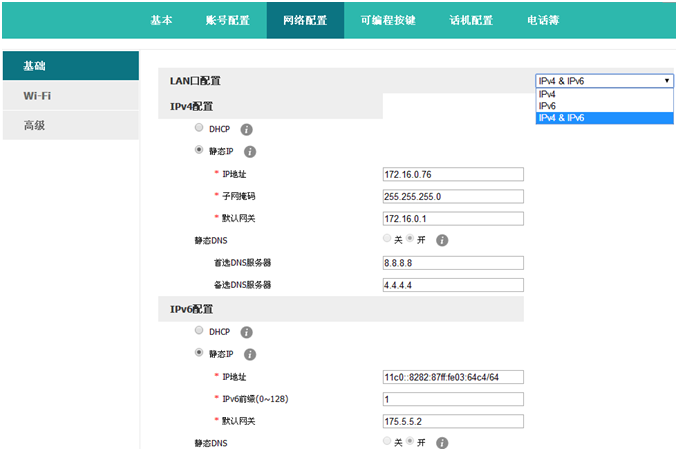 基本 账号配置 网络配置 可编程按键 话机配置 电话簿
基础
Wi-Fi
高级
LAN口配置 IPv4 & IPv6
IPv4
IPv6
IPv4 & IPv6
IPv4配置
DHCP
静态IP
* IP地址 172.16.0.76
* 子网掩码 255.255.255.0
* 默认网关 172.16.0.1
静态DNS 关 开
首选DNS服务器 8.8.8.8
备选DNS服务器 4.4.4.4
IPv6配置
DHCP
静态IP
* IP地址 11c0::8282:87ff:fe03:64c4/64
* IPv6前缀(0~128) 1
* 默认网关 175.5.5.2
静态DNS 关 开